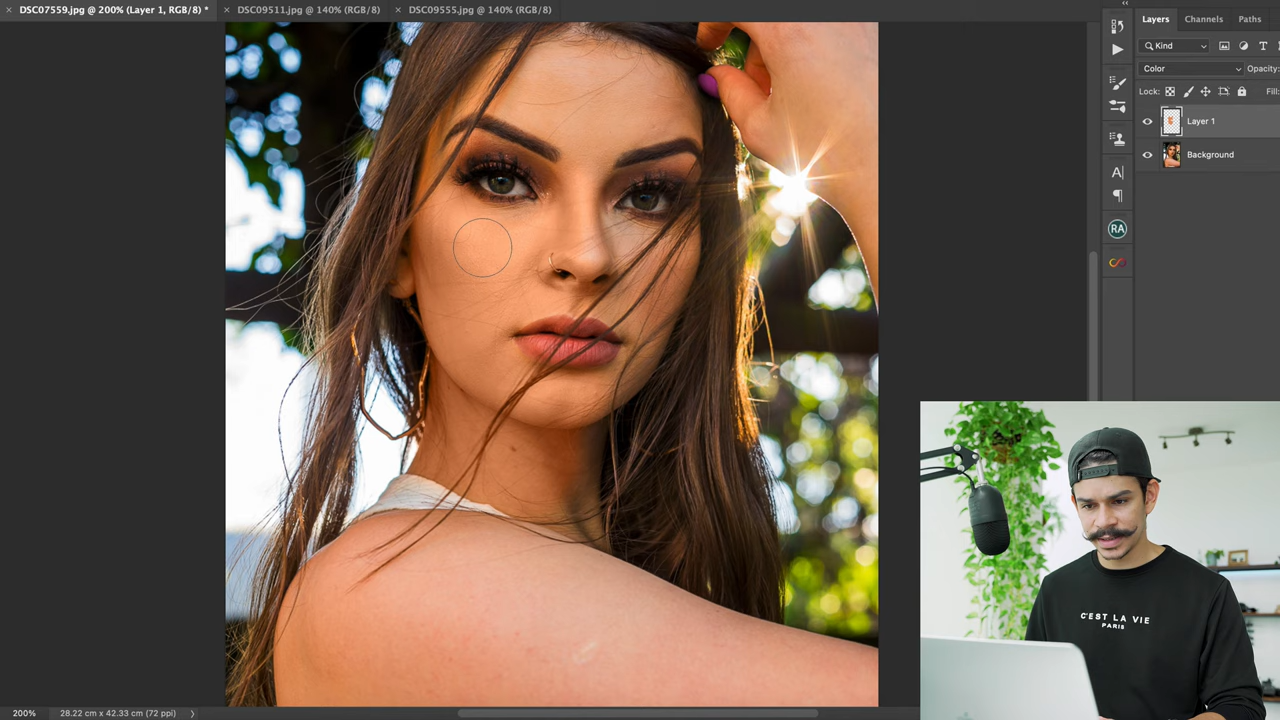 DSC07559.jpg @ 200% (Layer 1, RGB/8) *
DSC09511.jpg @ 140% (RGB/8)
DSC09555.jpg @ 140% (RGB/8)
Layers
Channels
Paths
Kind
Color
Opacity:
Lock:
Fill:
Layer 1
Background
RA
C'EST LA VIE
PARIS
200%
28.22 cm x 42.33 cm (72 ppi)